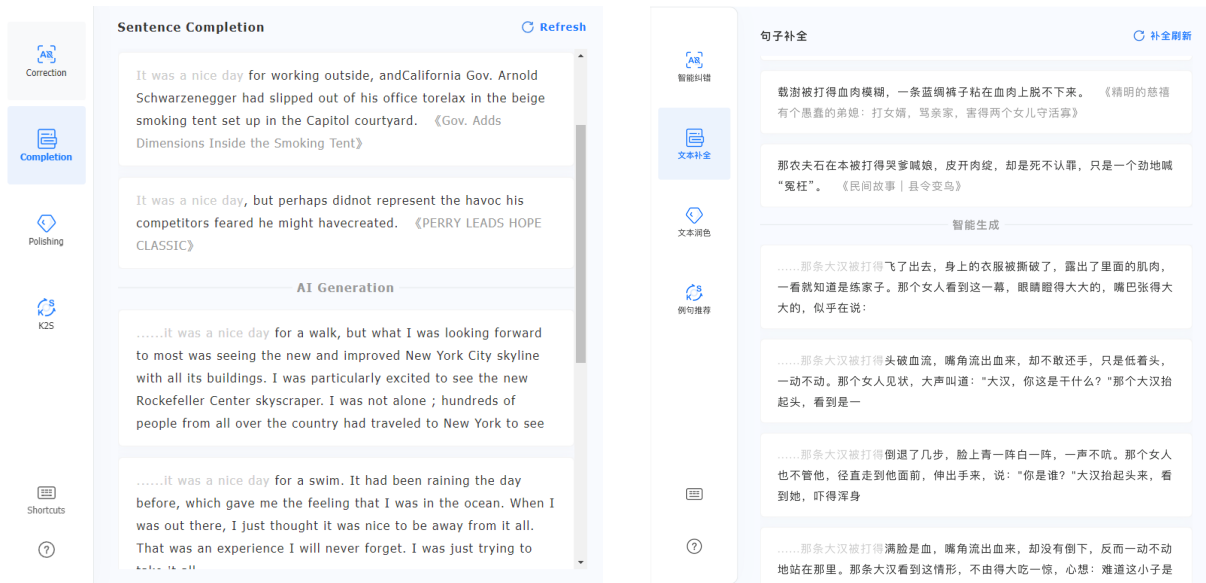 Correction
Completion
Polishing
K2S
Shortcuts
Sentence Completion
Refresh
It was a nice day for working outside, andCalifornia Gov. Arnold
Schwarzenegger had slipped out of his office torelax in the beige
smoking tent set up in the Capitol courtyard. 《Gov. Adds
Dimensions Inside the Smoking Tent》
It was a nice day, but perhaps didnot represent the havoc his
competitors feared he might havecreated. 《PERRY LEADS HOPE
CLASSIC》
AI Generation
......it was a nice day for a walk, but what I was looking forward
to most was seeing the new and improved New York City skyline
with all its buildings. I was particularly excited to see the new
Rockefeller Center skyscraper. I was not alone ; hundreds of
people from all over the country had traveled to New York to see
......it was a nice day for a swim. It had been raining the day
before, which gave me the feeling that I was in the ocean. When I
was out there, I just thought it was nice to be away from it all.
That was an experience I will never forget. I was just trying to
take it all
智能纠错
文本补全
文本润色
例句推荐
句子补全
补全刷新
载澍被打得血肉模糊，一条蓝绸裤子粘在血肉上脱不下来。 《精明的慈禧
有个愚蠢的弟媳：打女婿，骂亲家，害得两个女儿守活寡》
那农夫石在本被打得哭爹喊娘，皮开肉绽，却是死不认罪，只是一个劲地喊
“冤枉”。 《民间故事｜县令变鸟》
智能生成
......那条大汉被打得飞了出去，身上的衣服被撕破了，露出了里面的肌肉，
一看就知道是练家子。那个女人看到这一幕，眼睛瞪得大大的，嘴巴张得大
大的，似乎在说：
......那条大汉被打得头破血流，嘴角流出血来，却不敢还手，只是低着头，
一动不动。那个女人见状，大声叫道："大汉，你这是干什么？"那个大汉抬
起头，看到是一
......那条大汉被打得倒退了几步，脸上青一阵白一阵，一声不吭。那个女人
也不管他，径直走到他面前，伸出手来，说："你是谁？"大汉抬起头来，看
到她，吓得浑身
......那条大汉被打得满脸是血，嘴角流出血来，却没有倒下，反而一动不动
地站在那里。那条大汉看到这情形，不由得大吃一惊，心想：难道这小子是